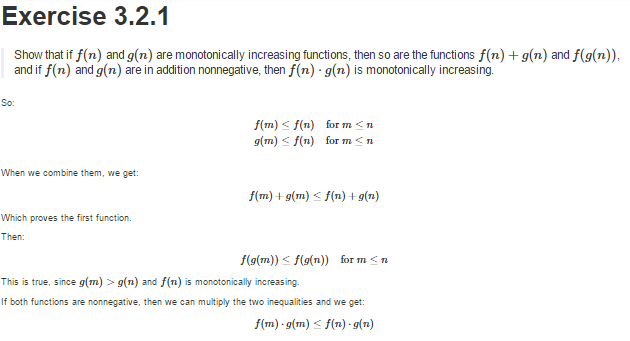 Exercise 3.2.1
Show that if f(n) and g(n) are monotonically increasing functions, then so are the functions f(n) + g(n) and f(g(n)),
and if f(n) and g(n) are in addition nonnegative, then f(n) · g(n) is monotonically increasing.
So:
f(m) ≤ f(n) for m ≤ n
g(m) ≤ f(n) for m ≤ n
When we combine them, we get:
f(m) + g(m) ≤ f(n) + g(n)
Which proves the first function.
Then:
f(g(m)) ≤ f(g(n)) for m ≤ n
This is true, since g(m) > g(n) and f(n) is monotonically increasing.
If both functions are nonnegative, then we can multiply the two inequalities and we get:
f(m) · g(m) ≤ f(n) · g(n)